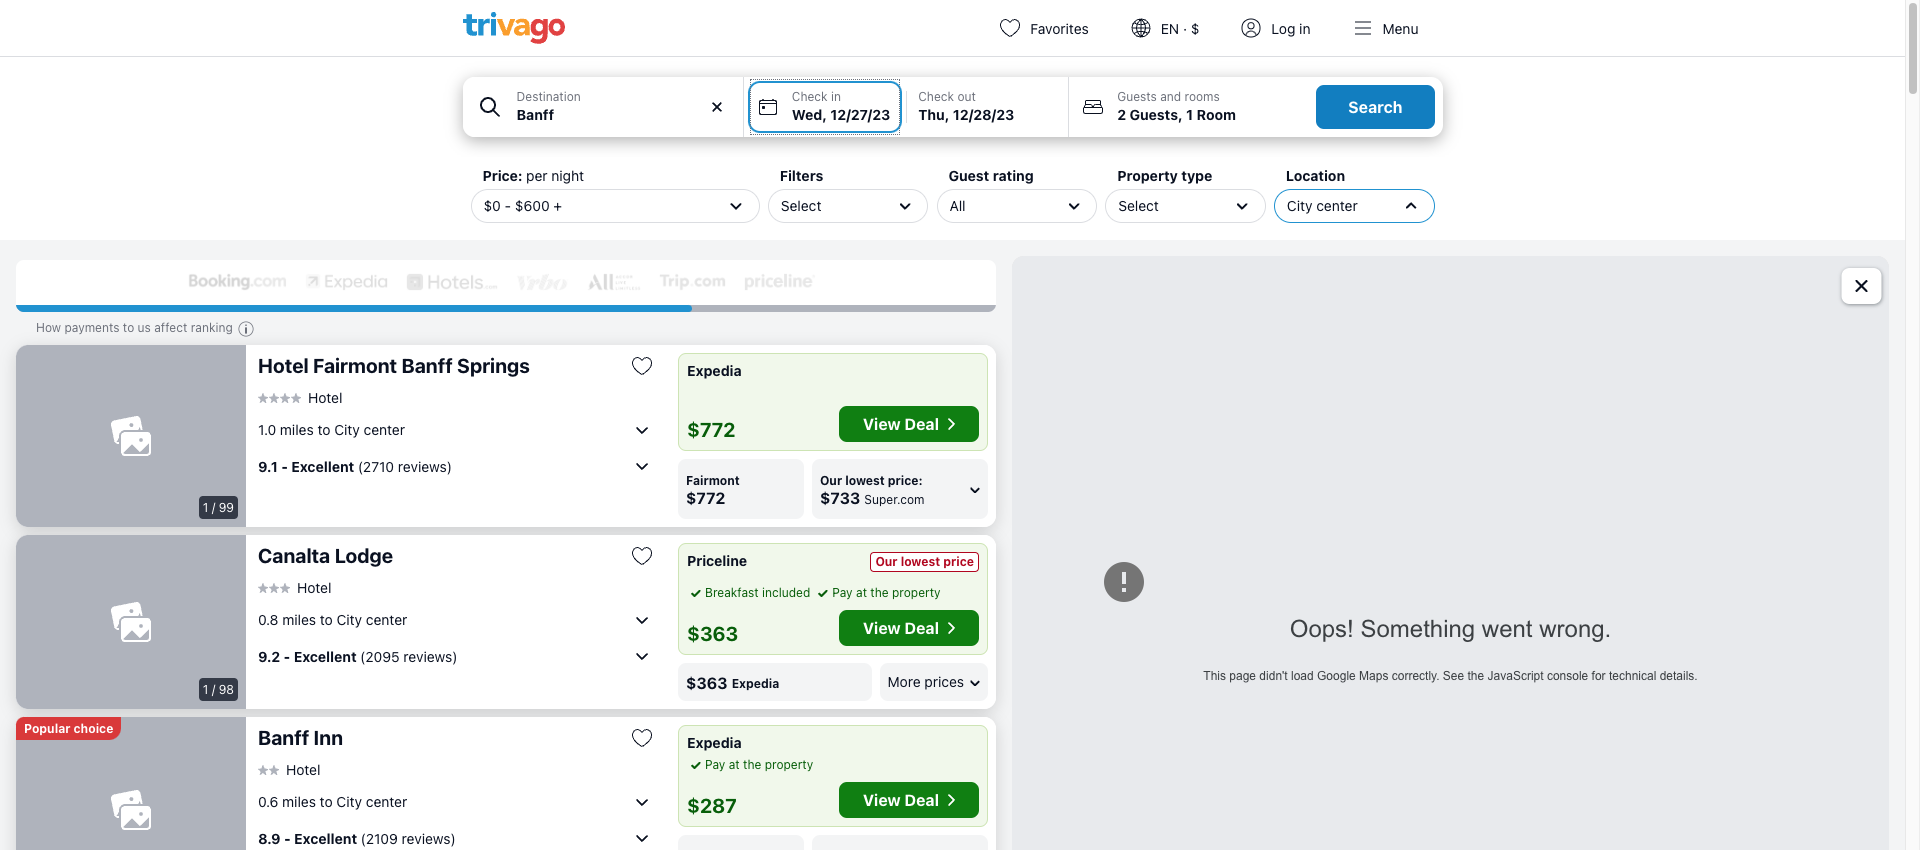 trivago
Favorites
EN · $
Log in
Menu
Destination
Banff
Check in
Wed, 12/27/23
Check out
Thu, 12/28/23
Guests and rooms
2 Guests, 1 Room
Search
Price: per night
$0 - $600 +
Filters
Select
Guest rating
All
Property type
Select
Location
City center
Booking.com
Expedia
Hotels.com
Vrbo
All
Trip.com
priceline
How payments to us affect ranking
1 / 99
Hotel Fairmont Banff Springs
Hotel
1.0 miles to City center
9.1 - Excellent (2710 reviews)
Expedia
$772
View Deal
Fairmont
$772
Our lowest price:
$733 Super.com
1 / 98
Canalta Lodge
Hotel
0.8 miles to City center
9.2 - Excellent (2095 reviews)
Priceline
Our lowest price
Breakfast included
Pay at the property
$363
View Deal
$363 Expedia
More prices
Popular choice
Banff Inn
Hotel
0.6 miles to City center
8.9 - Excellent (2109 reviews)
Expedia
Pay at the property
$287
View Deal
Oops! Something went wrong.
This page didn't load Google Maps correctly. See the JavaScript console for technical details.